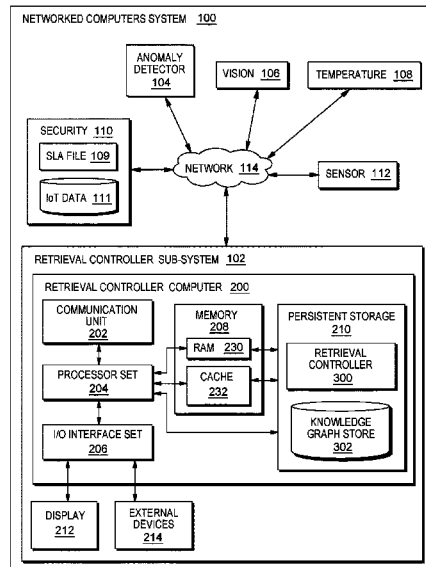 NETWORKED COMPUTERS SYSTEM 100
ANOMALY
DETECTOR
104
VISION 106
TEMPERATURE 108
SECURITY 110
SLA FILE 109
IoT DATA 111
NETWORK 114
SENSOR 112
RETRIEVAL CONTROLLER SUB-SYSTEM 102
RETRIEVAL CONTROLLER COMPUTER 200
COMMUNICATION
UNIT
202
PROCESSOR SET
204
I/O INTERFACE SET
206
MEMORY
208
RAM 230
CACHE
232
PERSISTENT STORAGE
210
RETRIEVAL
CONTROLLER
300
KNOWLEDGE
GRAPH STORE
302
DISPLAY
212
EXTERNAL
DEVICES
214